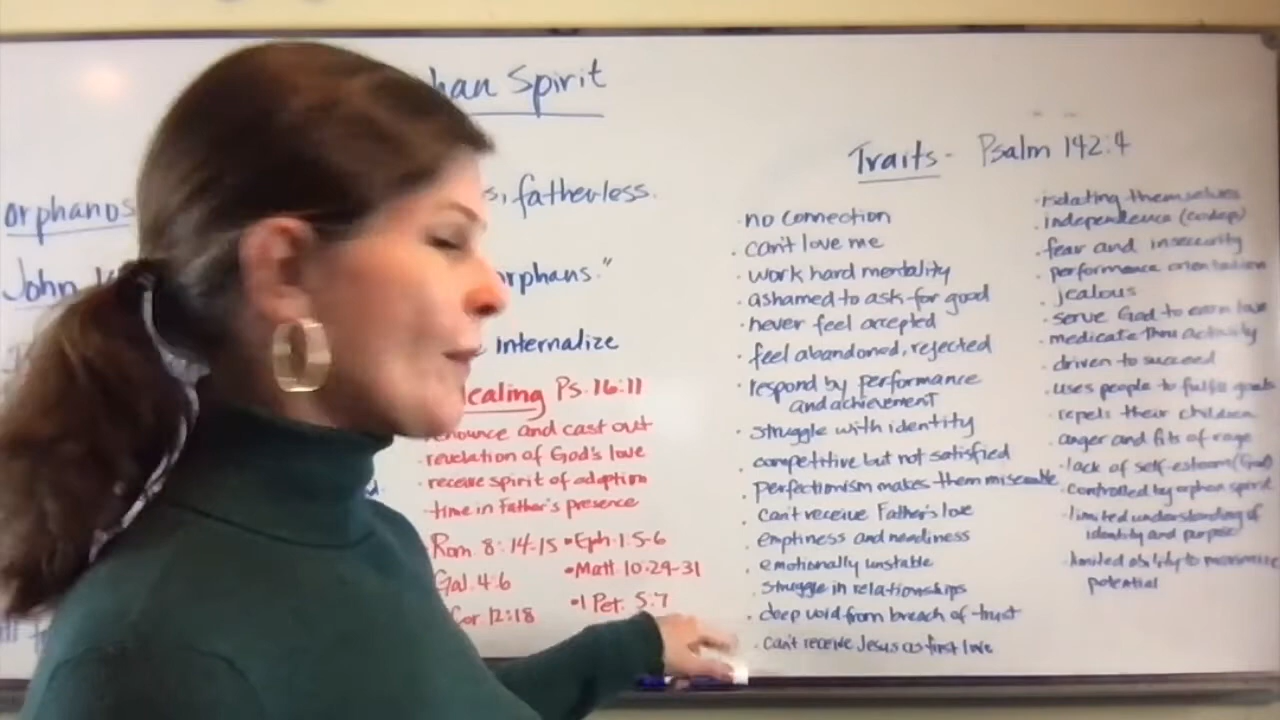 han Spirit
orphanos
s, fatherless.
John
rphans."
internalize
ealing Ps. 16:11
enounce and cast out
·revelation of God's love
·receive spirit of adoption
·time in Father's presence
Rom. 8:14-15 •Eph. 1:5-6
Gal. 4:6 •Matt. 10:29-31
Cor. 12:18 •1 Pet. 5:7
Traits - Psalm 142:4
·no connection
·can't love me
·work hard mentality
·ashamed to ask for good
·never feel accepted
·feel abandoned, rejected
·respond by performance
and achievement
·struggle with identity
·competitive but not satisfied
·perfectionism makes them miserable
·can't receive Father's love
·emptiness and neediness
·emotionally unstable
·struggle in relationships
·deep void from breach of trust
·can't receive Jesus as first love
·isolating themselves
·independence (codep)
·fear and insecurity
·performance orientation
·jealous
·serve God to earn love
·medicate thru activity
·driven to succeed
·uses people to fulfill goals
·repels their children
·anger and fits of rage
·lack of self-esteem (God)
·controlled by orphan spirit
·limited understanding of
identity and purpose
·limited ability to maximize
potential